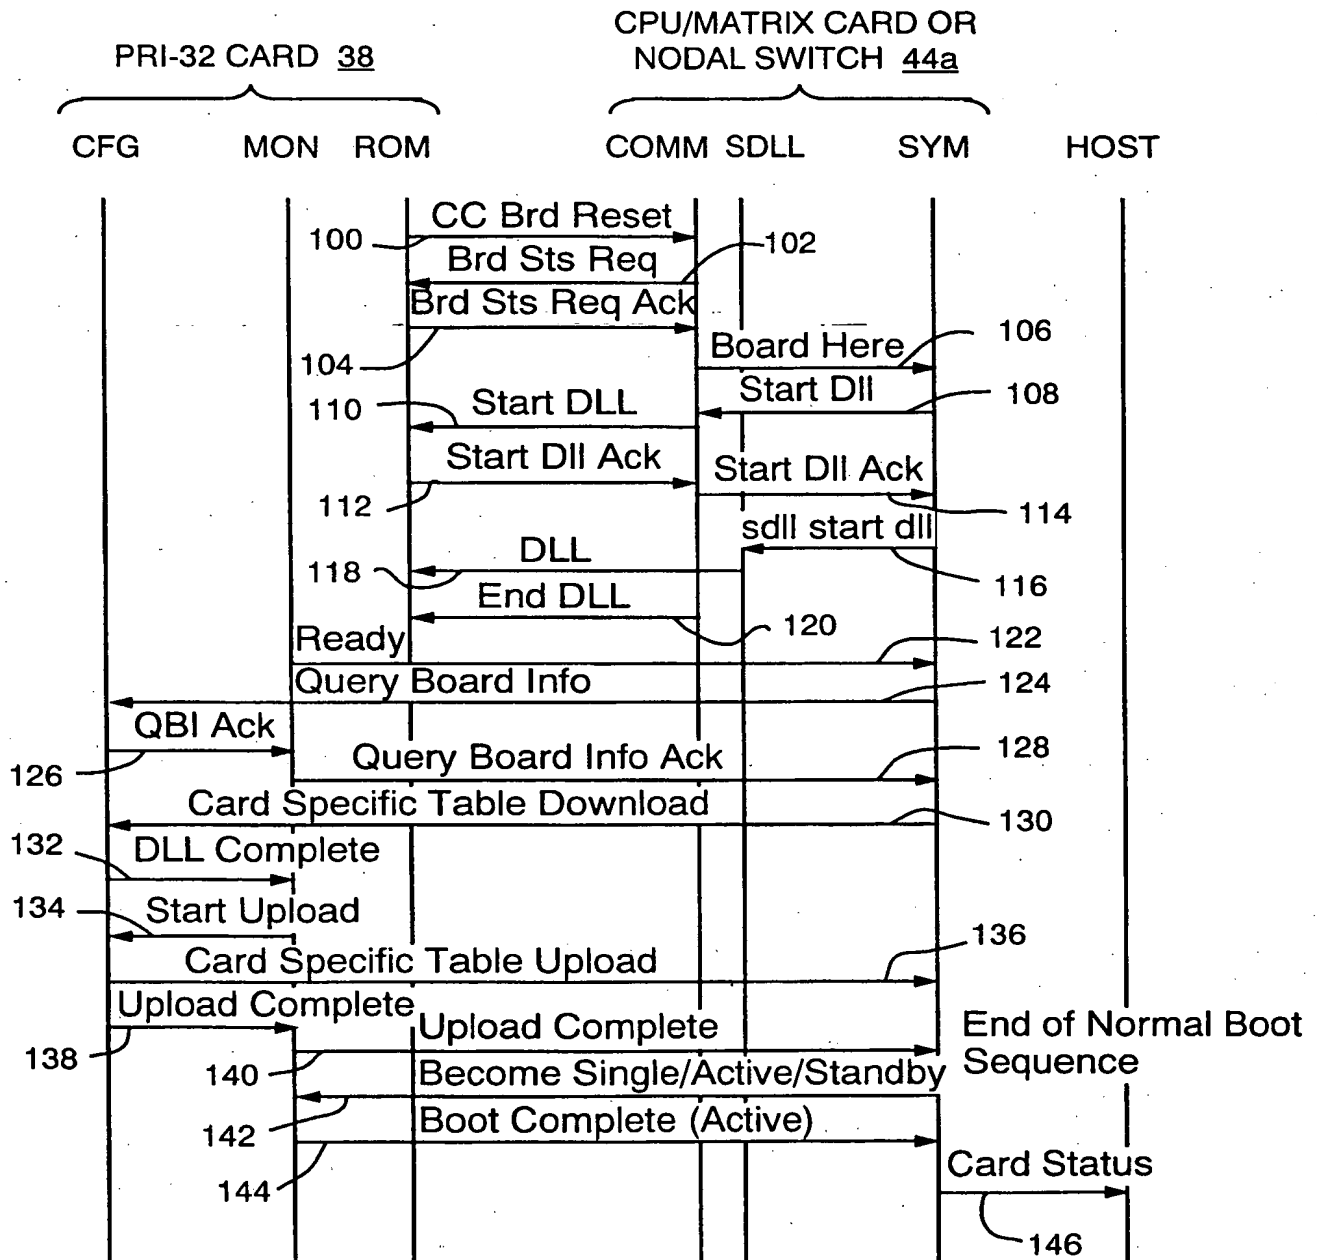 CPU/MATRIX CARD OR
PRI-32 CARD 38
NODAL SWITCH 44a
CFG MON ROM COMM SDLL SYM HOST
CC Brd Reset
100
102
Brd Sts Req
Brd Sts Req Ack
104
106
Board Here
108
Start Dll
110
Start DLL
Start Dll Ack
112
Start Dll Ack
114
sdll start dll
116
DLL
118
End DLL
120
Ready
122
Query Board Info
124
QBI Ack
126
Query Board Info Ack
128
Card Specific Table Download
130
132
DLL Complete
134
Start Upload
136
Card Specific Table Upload
Upload Complete
138
Upload Complete
140
End of Normal Boot
Sequence
Become Single/Active/Standby
142
Boot Complete (Active)
144
Card Status
146